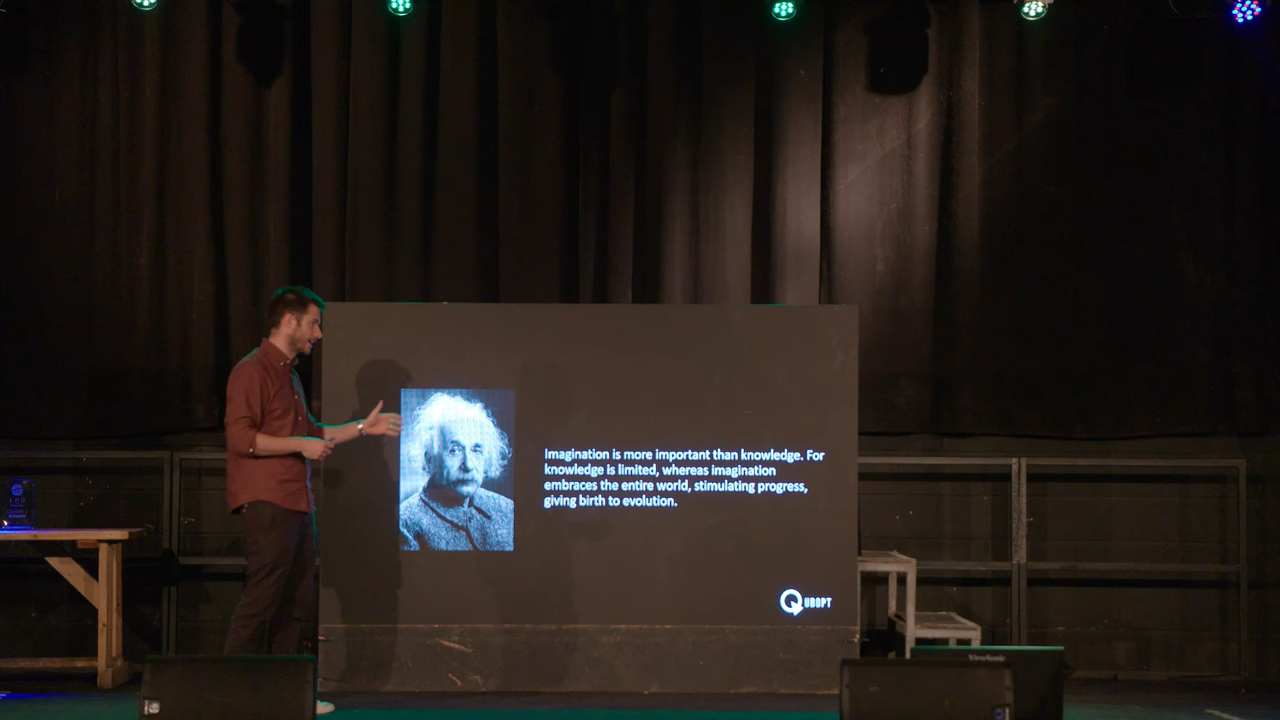 Imagination is more important than knowledge. For
knowledge is limited, whereas imagination
embraces the entire world, stimulating progress,
giving birth to evolution.
QUBOPT
ViewSonic